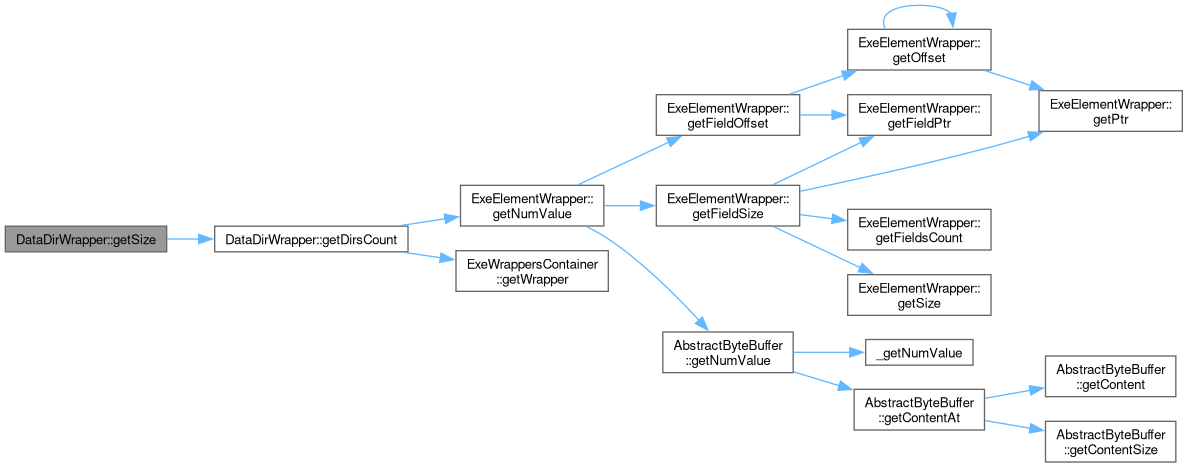 DataDirWrapper::getSize
DataDirWrapper::getDirsCount
ExeElementWrapper::
getNumValue
ExeWrappersContainer
::getWrapper
ExeElementWrapper::
getFieldOffset
ExeElementWrapper::
getFieldSize
AbstractByteBuffer
::getNumValue
ExeElementWrapper::
getOffset
ExeElementWrapper::
getFieldPtr
ExeElementWrapper::
getFieldsCount
ExeElementWrapper::
getSize
_getNumValue
AbstractByteBuffer
::getContentAt
ExeElementWrapper::
getPtr
AbstractByteBuffer
::getContent
AbstractByteBuffer
::getContentSize